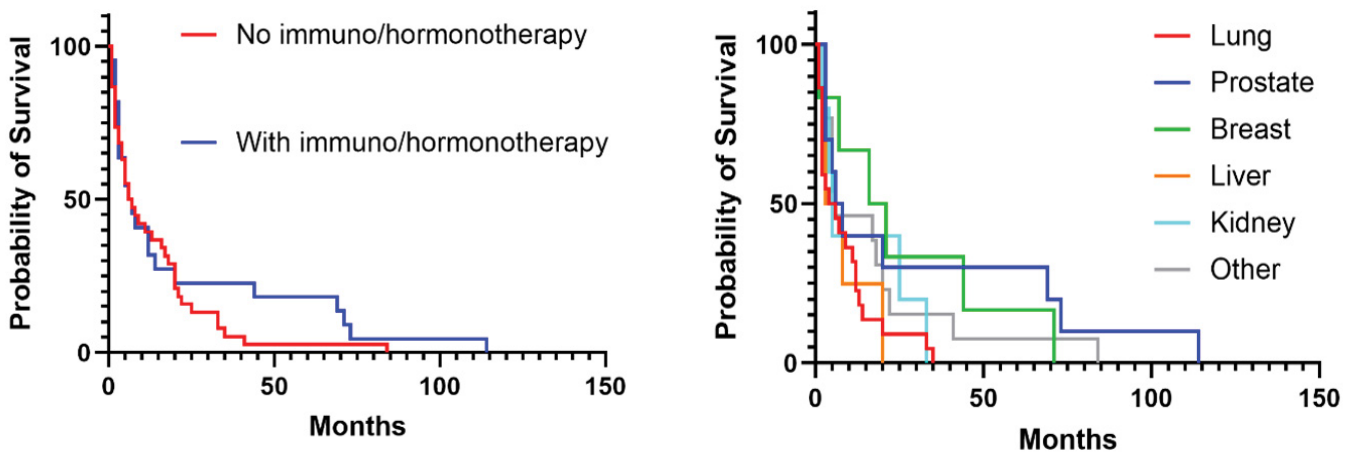 No immuno/hormonotherapy
With immuno/hormonotherapy
Probability of Survival
100
50
0
0 50 100 150
Months
Lung
Prostate
Breast
Liver
Kidney
Other
Probability of Survival
100
50
0
0 50 100 150
Months